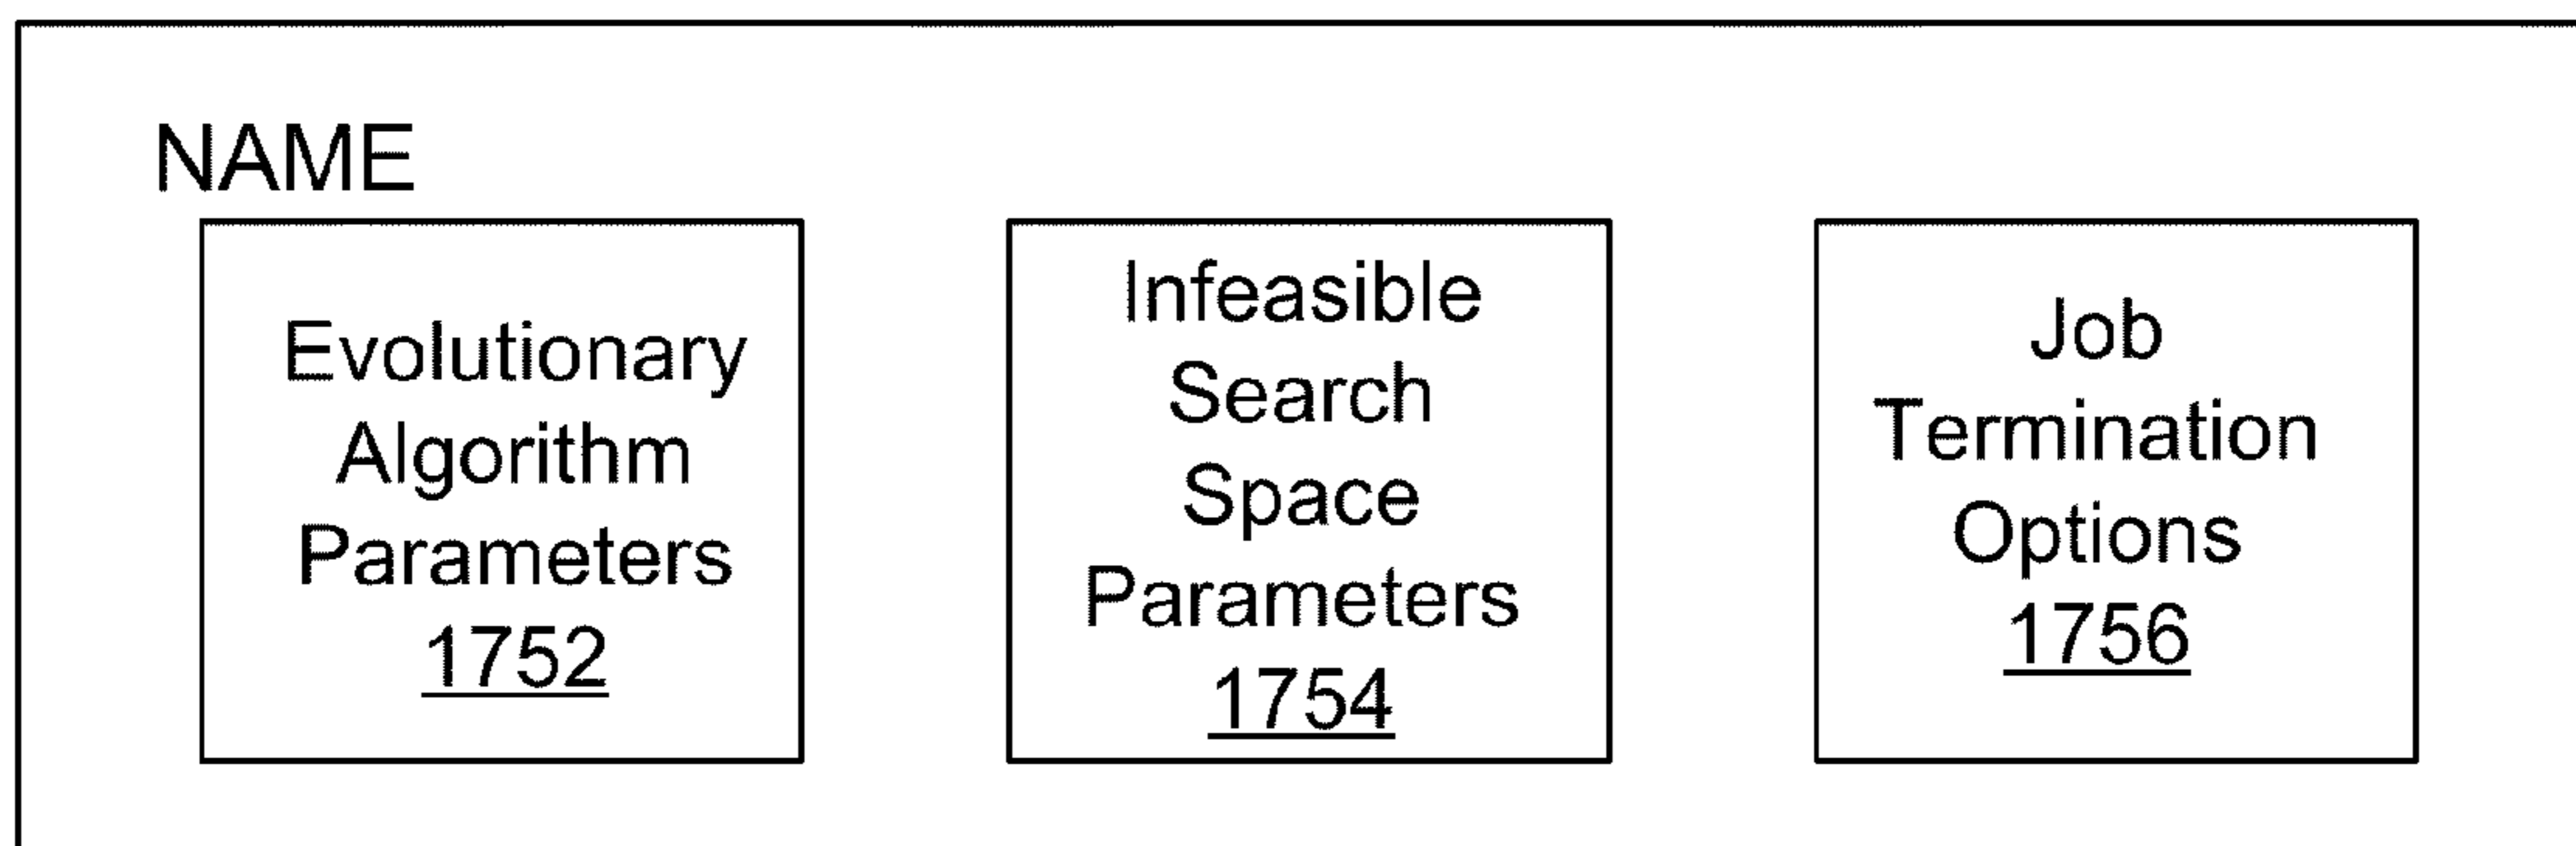 NAME
Evolutionary
Algorithm
Parameters
1752
Infeasible
Search
Space
Parameters
1754
Job
Termination
Options
1756